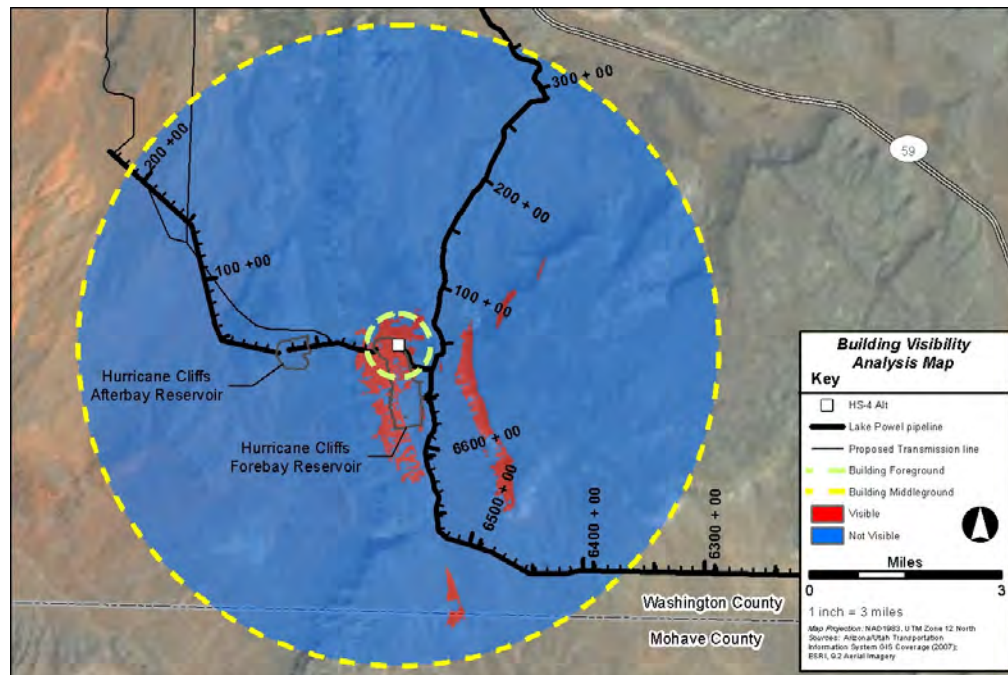 300 + 00
59
200 +00
200 + 00
100 +00
100 + 00
Hurricane Cliffs
Afterbay Reservoir
Hurricane Cliffs
Forebay Reservoir
6600 + 00
6500 + 00
6400 + 00
6300 + 00
Washington County
Mohave County
Building Visibility
Analysis Map
Key
HS-4 Alt
Lake Powel pipeline
Proposed Transmission line
Building Foreground
Building Middleground
Visible
Not Visible
Miles
0 3
1 inch = 3 miles
Map Projection: NAD1983, UTM Zone 12 North
Sources: Arizona/Utah Transportation
Information System GIS Coverage (2007);
ESRI, G2 Aerial Imagery